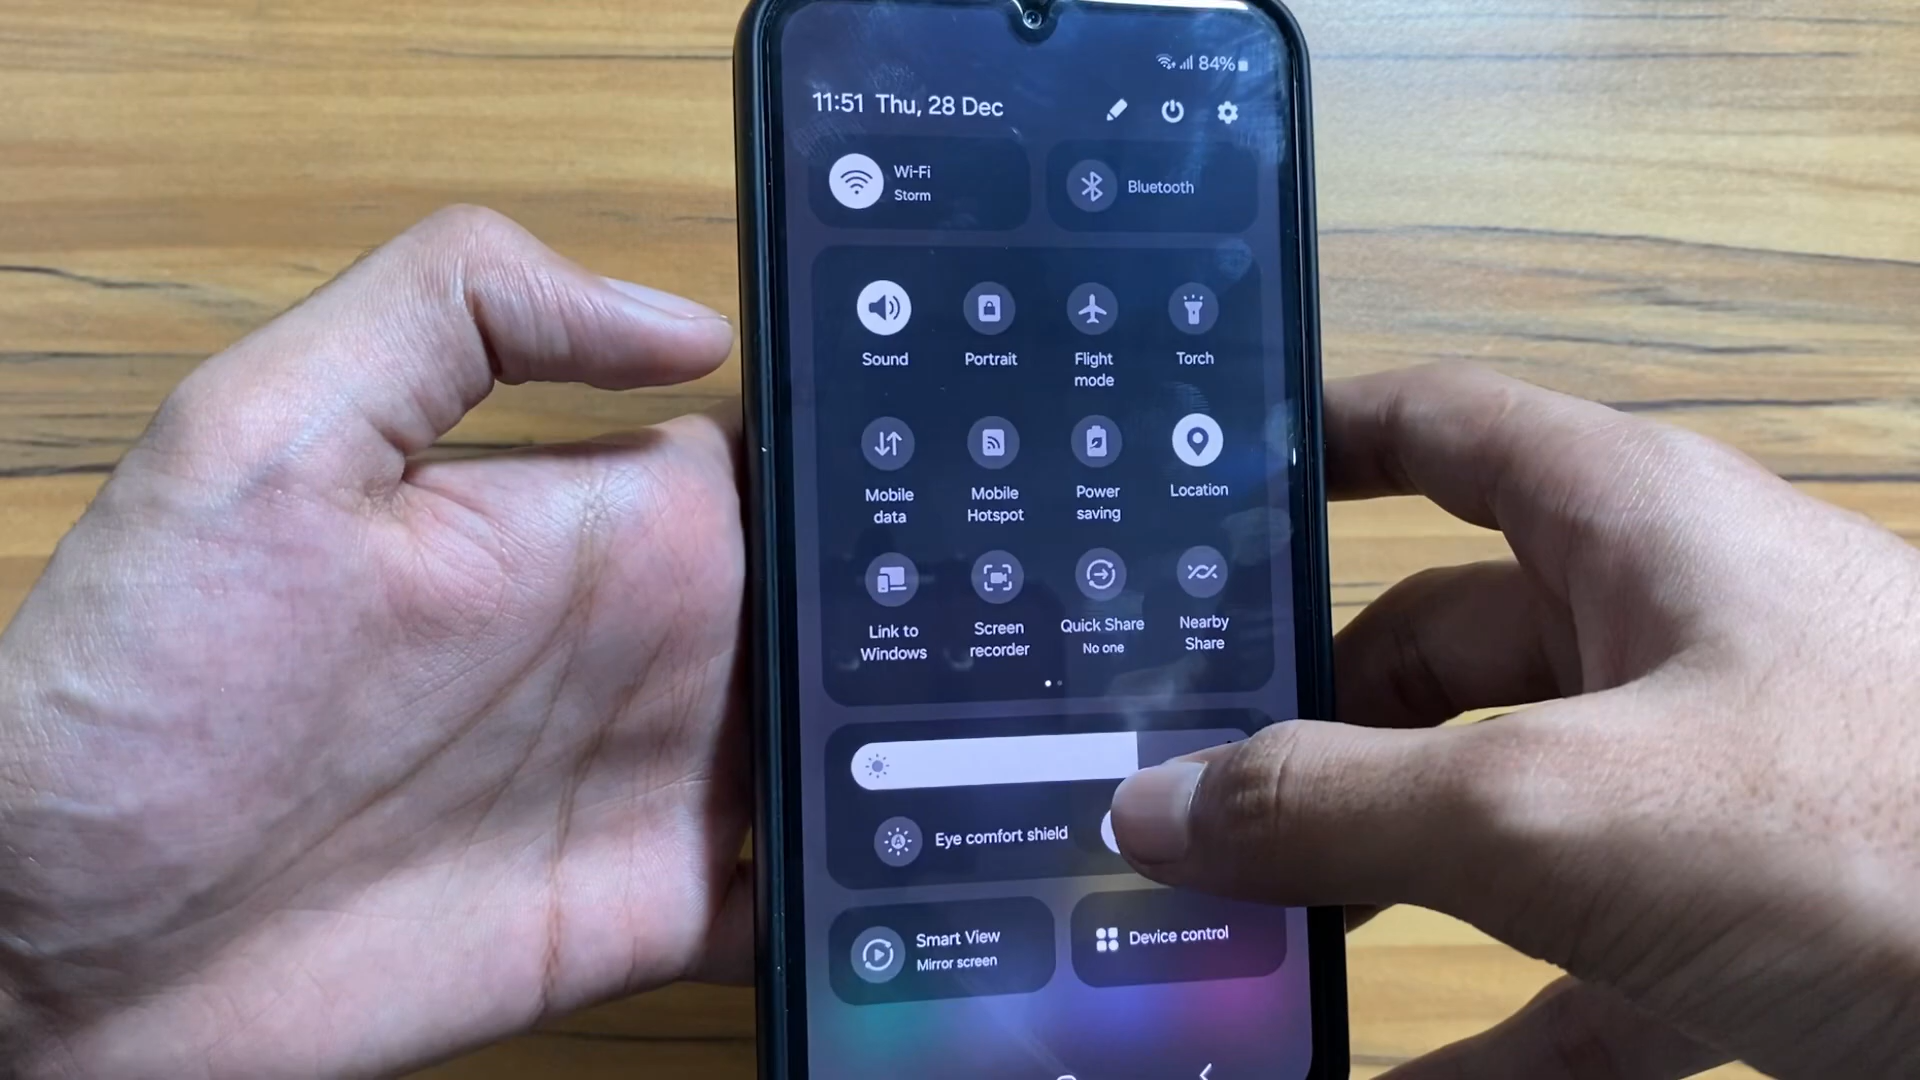 84%
11:51 Thu, 28 Dec
Wi-Fi
Storm
Bluetooth
Sound
Portrait
Flight
mode
Torch
Mobile
data
Mobile
Hotspot
Power
saving
Location
Link to
Windows
Screen
recorder
Quick Share
No one
Nearby
Share
Eye comfort shield
Smart View
Mirror screen
Device control